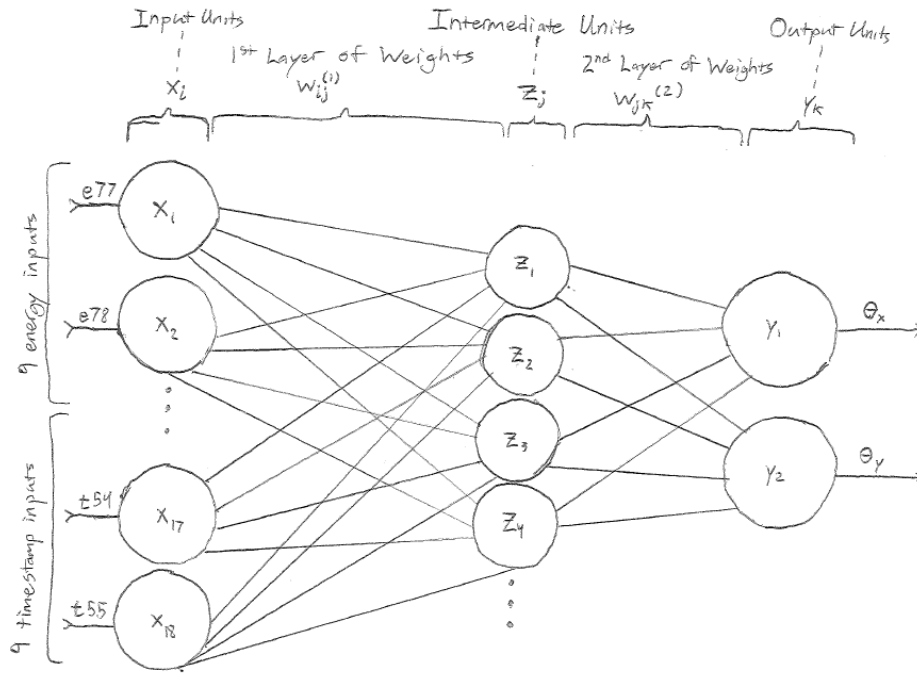 Input Units
Intermediate Units
Output Units
1st Layer of Weights
2nd Layer of Weights
xi
wij(1)
zj
wjk(2)
yk
9 energy inputs
e77
x1
z1
e78
x2
z2
y1
θx
z3
9 timestamp inputs
t54
x17
z4
y2
θy
t55
x18